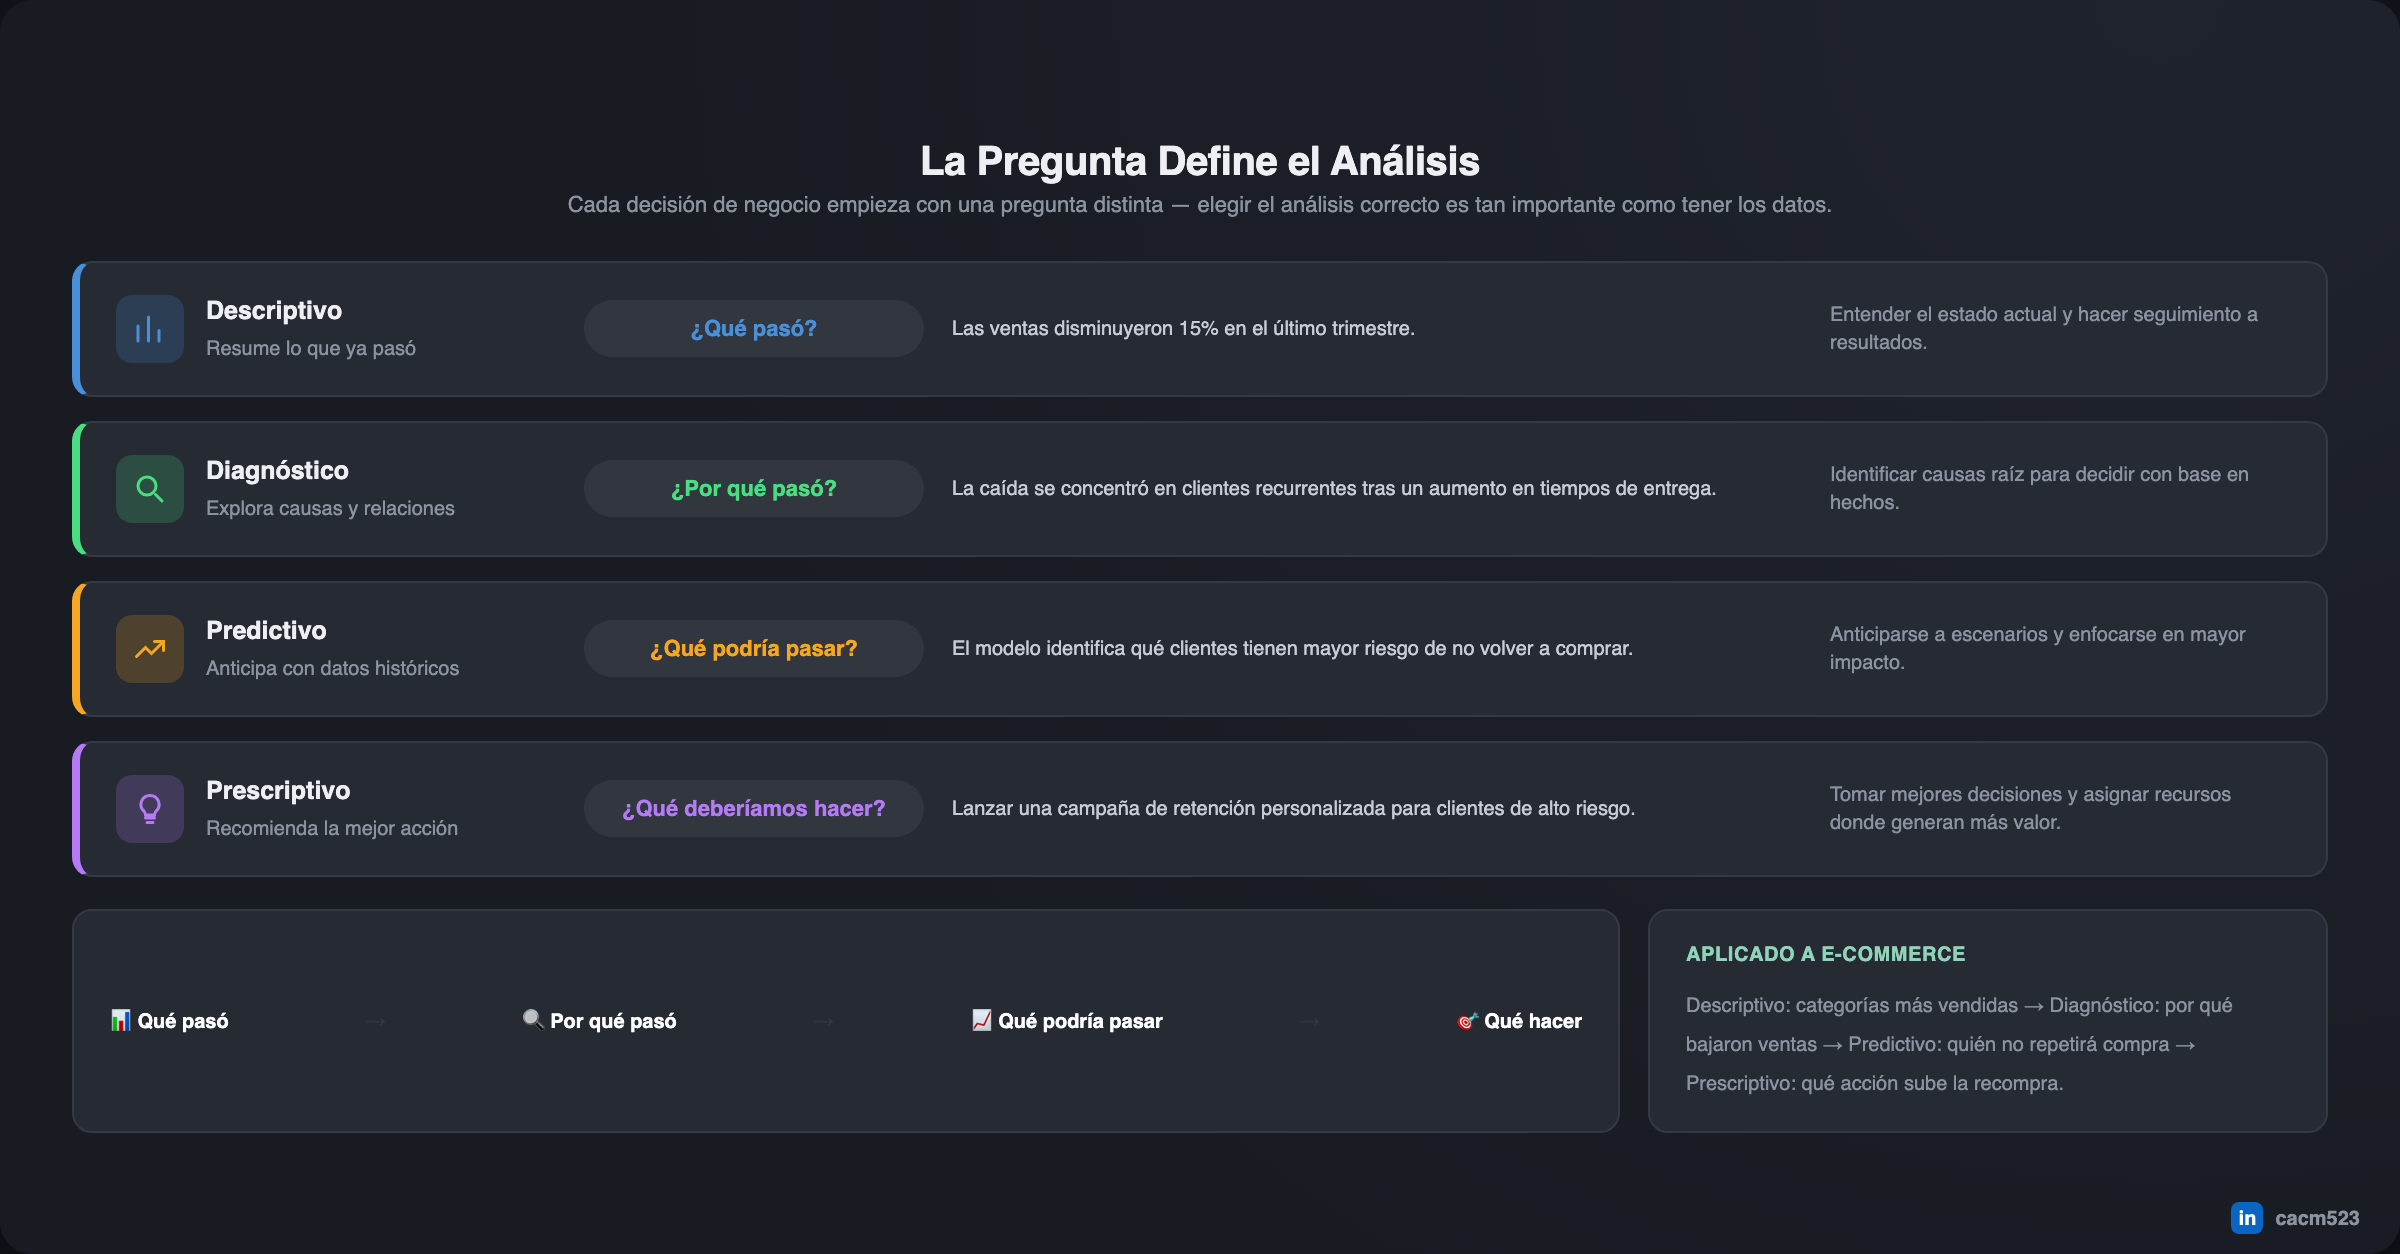 La Pregunta Define el Análisis
Cada decisión de negocio empieza con una pregunta distinta — elegir el análisis correcto es tan importante como tener los datos.
Descriptivo
Resume lo que ya pasó
¿Qué pasó?
Las ventas disminuyeron 15% en el último trimestre.
Entender el estado actual y hacer seguimiento a
resultados.
Diagnóstico
Explora causas y relaciones
¿Por qué pasó?
La caída se concentró en clientes recurrentes tras un aumento en tiempos de entrega.
Identificar causas raíz para decidir con base en
hechos.
Predictivo
Anticipa con datos históricos
¿Qué podría pasar?
El modelo identifica qué clientes tienen mayor riesgo de no volver a comprar.
Anticiparse a escenarios y enfocarse en mayor
impacto.
Prescriptivo
Recomienda la mejor acción
¿Qué deberíamos hacer?
Lanzar una campaña de retención personalizada para clientes de alto riesgo.
Tomar mejores decisiones y asignar recursos
donde generan más valor.
📊 Qué pasó → 🔍 Por qué pasó → 📈 Qué podría pasar → 🎯 Qué hacer
APLICADO A E-COMMERCE
Descriptivo: categorías más vendidas → Diagnóstico: por qué
bajaron ventas → Predictivo: quién no repetirá compra →
Prescriptivo: qué acción sube la recompra.
in cacm523